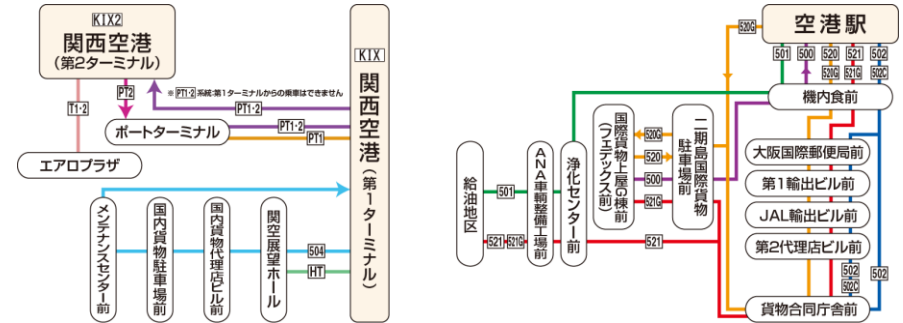 KIX2
関西空港
(第2ターミナル)
T1・2
PT2
※PT1・2系統:第1ターミナルからの乗車はできません
PT1・2
PT1・2
PT1
ポートターミナル
エアロプラザ
KIX
関西空港(第1ターミナル)
メンテナンスセンター前
国内貨物駐車場前
国内貨物代理店ビル前
関空展望ホール
504
HT
空港駅
520G
501
500
520
521
502
520G
521G
502C
機内食前
大阪国際郵便局前
第1輸出ビル前
JAL輸出ビル前
第2代理店ビル前
502
502C
502
貨物合同庁舎前
二期島国際貨物
駐車場前
520G
520
500
521G
国際貨物上屋G棟前
(フェデックス前)
浄化センター前
ANA車輌整備工場前
給油地区
501
521
521G
521